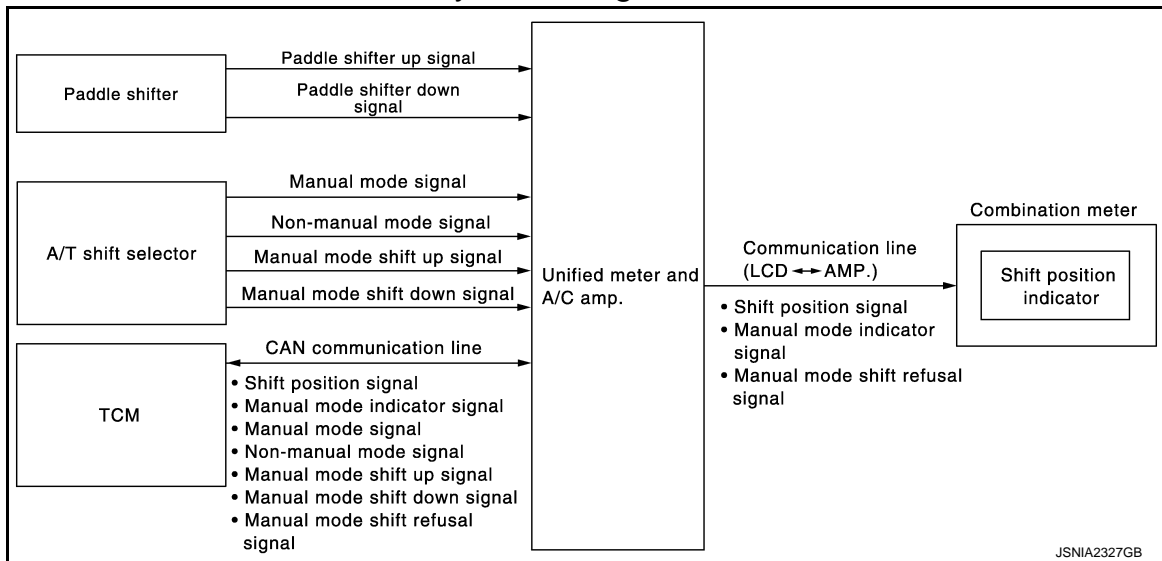 Paddle shifter
Paddle shifter up signal
Paddle shifter down
signal
A/T shift selector
Manual mode signal
Non-manual mode signal
Manual mode shift up signal
Manual mode shift down signal
TCM
CAN communication line
• Shift position signal
• Manual mode indicator signal
• Manual mode signal
• Non-manual mode signal
• Manual mode shift up signal
• Manual mode shift down signal
• Manual mode shift refusal
signal
Unified meter and
A/C amp.
Communication line
(LCD ↔ AMP.)
• Shift position signal
• Manual mode indicator
signal
• Manual mode shift refusal
signal
Combination meter
Shift position
indicator
JSNIA2327GB